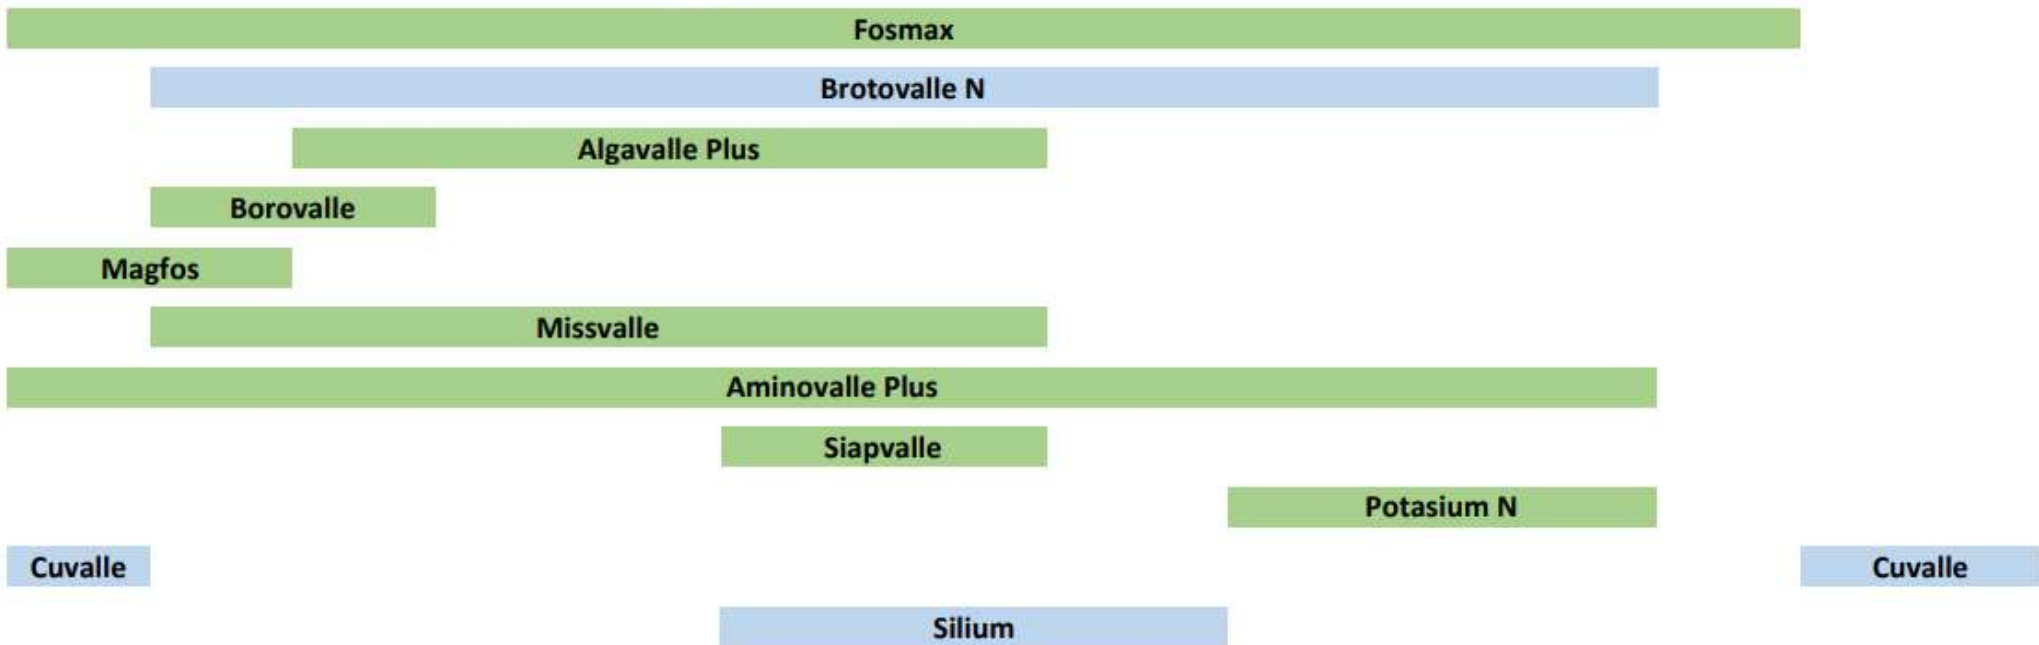 Fosmax
Brotovalle N
Algavalle Plus
Borovalle
Magfos
Missvalle
Aminovalle Plus
Siapvalle
Potasium N
Cuvalle Cuvalle
Silium